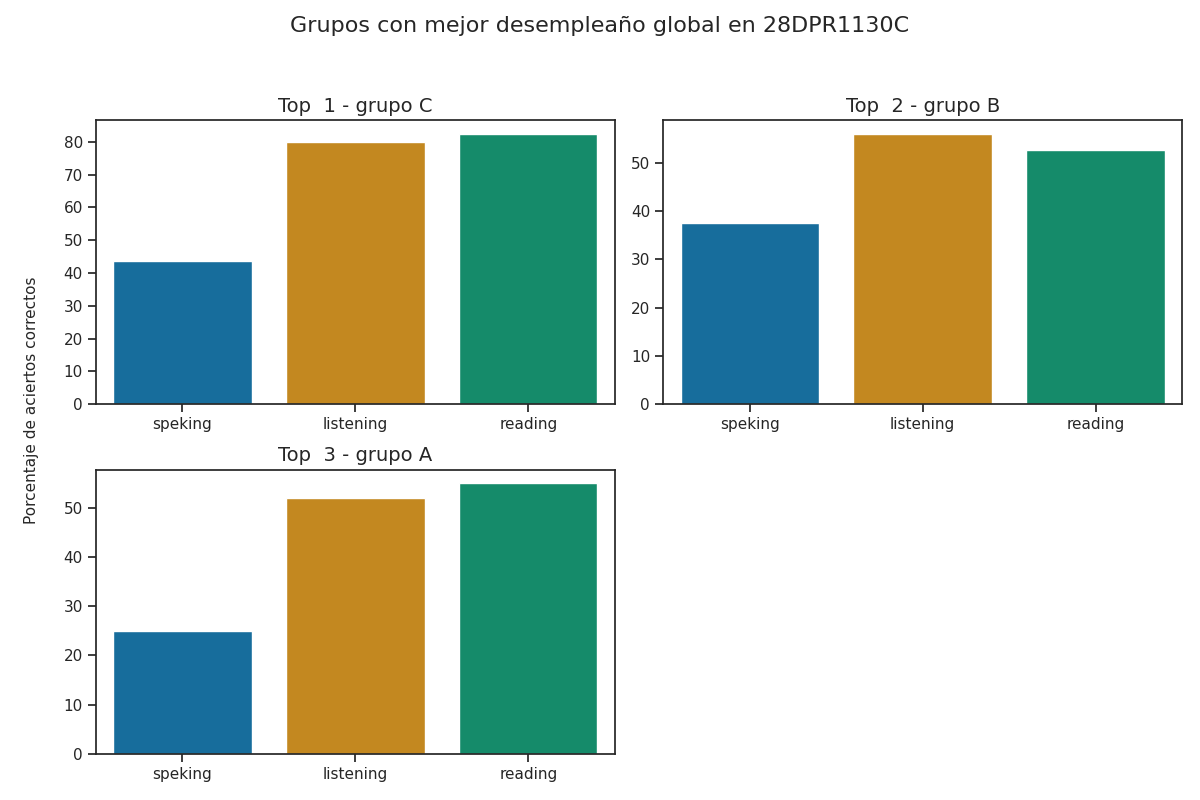 Grupos con mejor desempleaño global en 28DPR1130C
Porcentaje de aciertos correctos
Top  1 - grupo C
80
70
60
50
40
30
20
10
0
speking listening reading
Top  2 - grupo B
50
40
30
20
10
0
speking listening reading
Top  3 - grupo A
50
40
30
20
10
0
speking listening reading